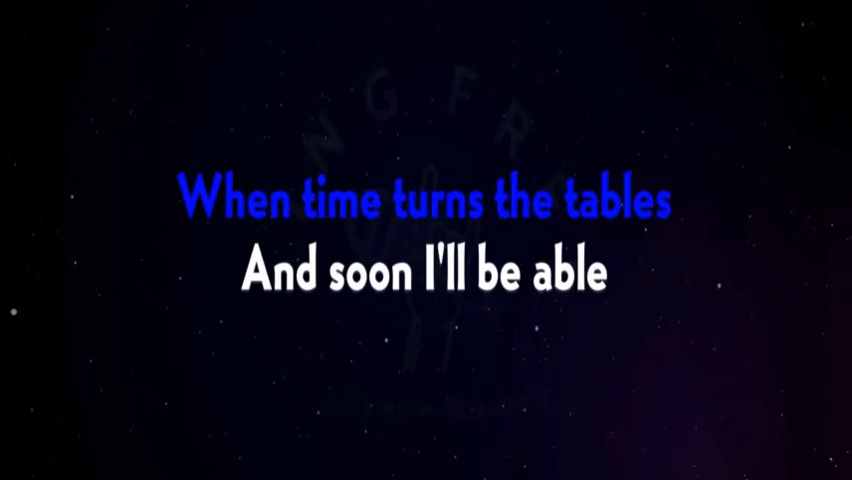 When time turns the tables
And soon I'll be able